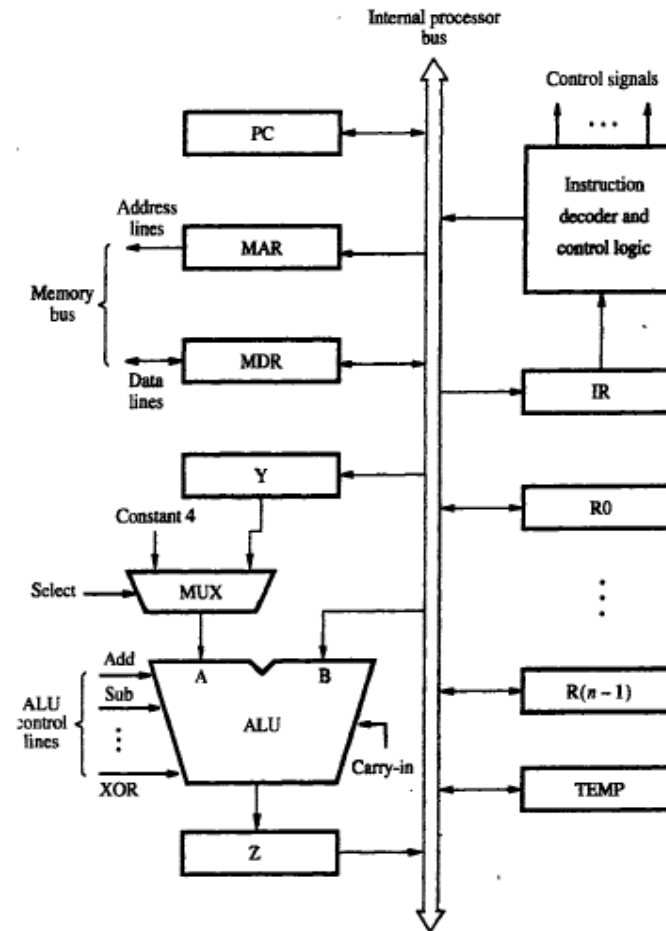 Internal processor
bus
Control signals
...
PC
Instruction
decoder and
control logic
Address
lines
MAR
Memory
bus
MDR
Data
lines
IR
Y
Constant 4
R0
MUX
Select
Add
A
B
Sub
R(n-1)
ALU
control
lines
ALU
XOR
Carry-in
TEMP
Z